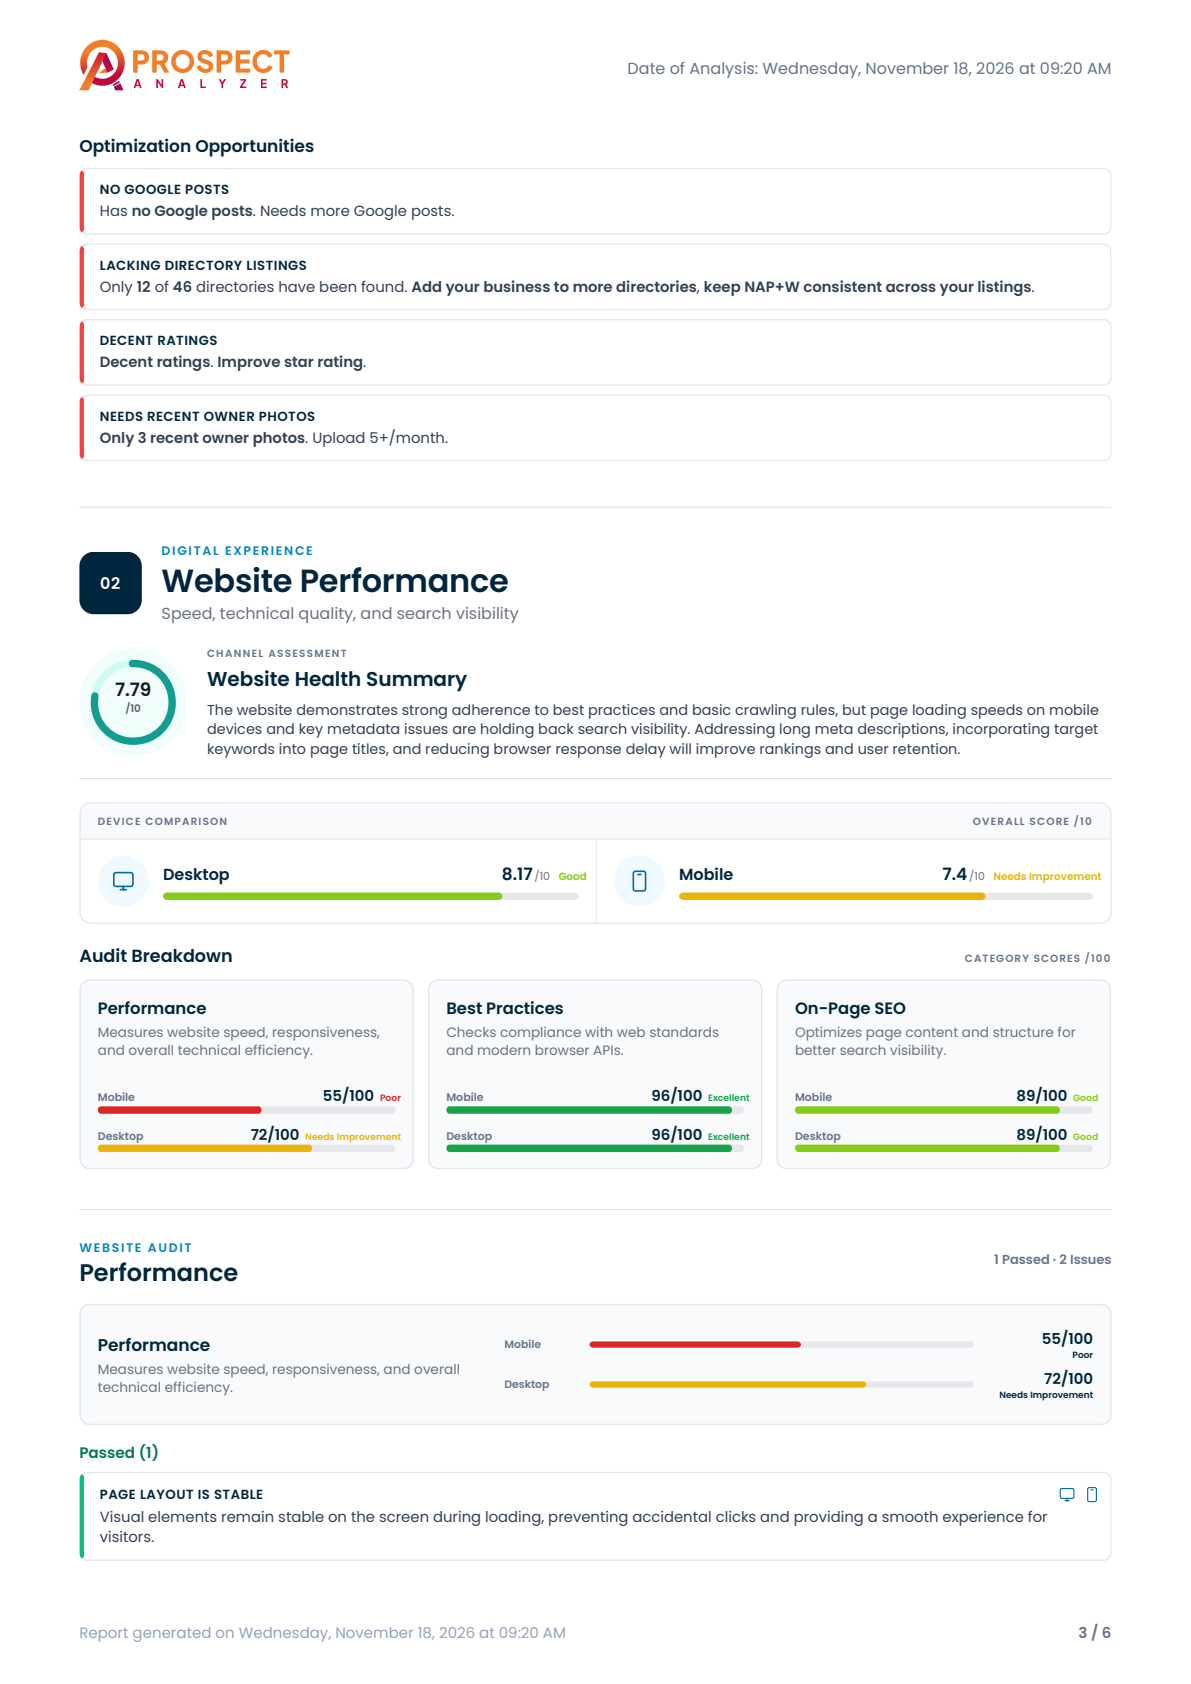 PROSPECT
ANALYZER
Date of Analysis: Wednesday, November 18, 2026 at 09:20 AM
Optimization Opportunities
NO GOOGLE POSTS
Has no Google posts. Needs more Google posts.
LACKING DIRECTORY LISTINGS
Only 12 of 46 directories have been found. Add your business to more directories, keep NAP+W consistent across your listings.
DECENT RATINGS
Decent ratings. Improve star rating.
NEEDS RECENT OWNER PHOTOS
Only 3 recent owner photos. Upload 5+/month.
02
DIGITAL EXPERIENCE
Website Performance
Speed, technical quality, and search visibility
7.79
/10
CHANNEL ASSESSMENT
Website Health Summary
The website demonstrates strong adherence to best practices and basic crawling rules, but page loading speeds on mobile
devices and key metadata issues are holding back search visibility. Addressing long meta descriptions, incorporating target
keywords into page titles, and reducing browser response delay will improve rankings and user retention.
DEVICE COMPARISON
OVERALL SCORE /10
Desktop
8.17/10 Good
Mobile
7.4/10 Needs Improvement
Audit Breakdown
CATEGORY SCORES /100
Performance
Measures website speed, responsiveness,
and overall technical efficiency.
Mobile
55/100 Poor
Desktop
72/100 Needs Improvement
Best Practices
Checks compliance with web standards
and modern browser APIs.
Mobile
96/100 Excellent
Desktop
96/100 Excellent
On-Page SEO
Optimizes page content and structure for
better search visibility.
Mobile
89/100 Good
Desktop
89/100 Good
WEBSITE AUDIT
Performance
1 Passed · 2 Issues
Performance
Measures website speed, responsiveness, and overall
technical efficiency.
Mobile
55/100
Poor
Desktop
72/100
Needs Improvement
Passed (1)
PAGE LAYOUT IS STABLE
Visual elements remain stable on the screen during loading, preventing accidental clicks and providing a smooth experience for
visitors.
Report generated on Wednesday, November 18, 2026 at 09:20 AM
3 / 6